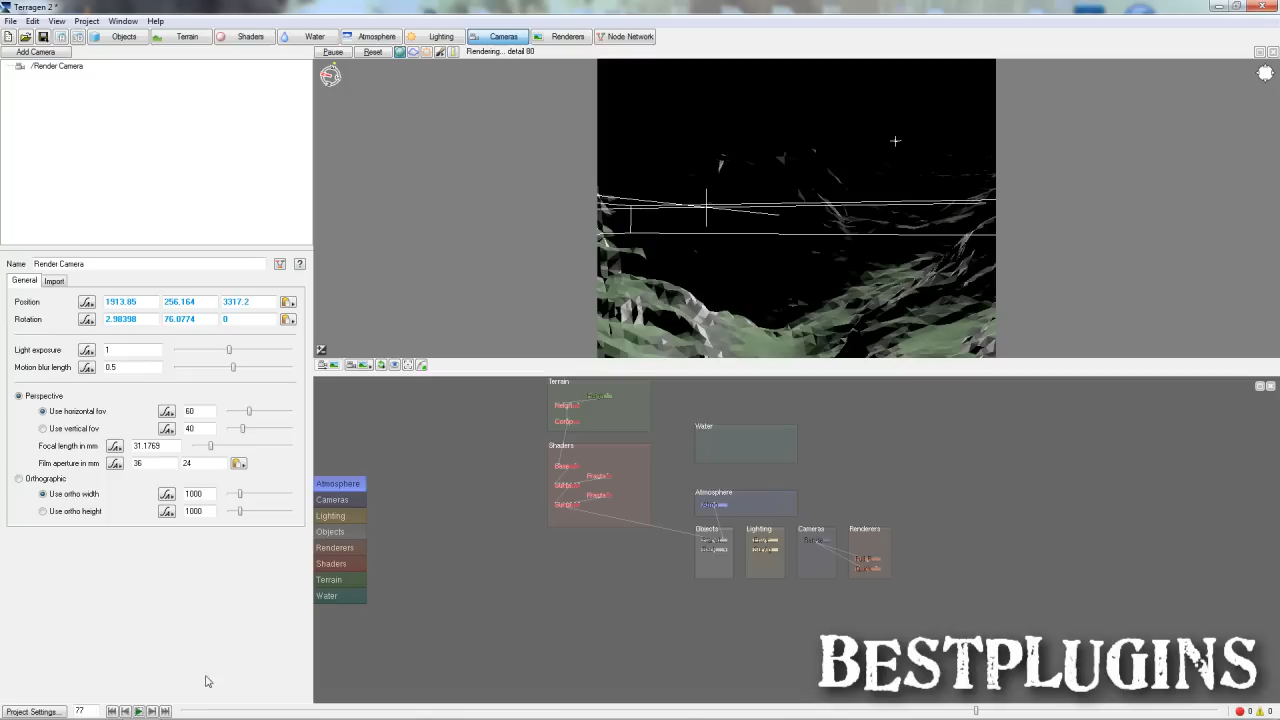 Terragen 2 *
File Edit View Project Window Help
Objects Terrain Shaders Water Atmosphere Lighting Cameras Renderers Node Network
Add Camera
Pause Reset Rendering... detail 80
/Render Camera
Name Render Camera ?
General Import
Position 1913.85 256.164 3317.2
Rotation 2.98398 76.0774 0
Light exposure 1
Motion blur length 0.5
Perspective
Use horizontal fov 60
Use vertical fov 40
Focal length in mm 31.1769
Film aperture in mm 36 24
Orthographic
Use ortho width 1000
Use ortho height 1000
Atmosphere
Cameras
Lighting
Objects
Renderers
Shaders
Terrain
Water
Terrain
Shaders
Water
Atmosphere
Objects Lighting Cameras Renderers
BESTPLUGINS
Project Settings... 77
0 0